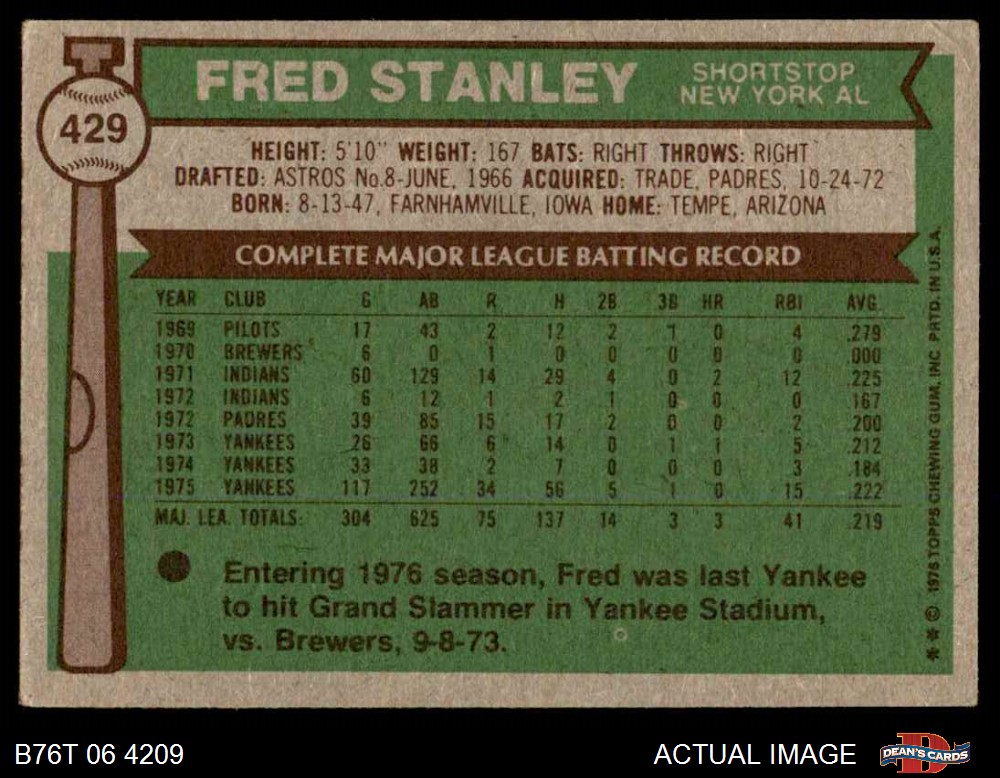 FRED STANLEY
SHORTSTOP
NEW YORK AL
429
HEIGHT: 5'10" WEIGHT: 167 BATS: RIGHT THROWS: RIGHT
DRAFTED: ASTROS No.8-JUNE, 1966 ACQUIRED: TRADE, PADRES, 10-24-72
BORN: 8-13-47, FARNHAMVILLE, IOWA HOME: TEMPE, ARIZONA
COMPLETE MAJOR LEAGUE BATTING RECORD
YEAR CLUB G AB R H 2B 3B HR RBI AVG.
1969 PILOTS 17 43 2 12 2 1 0 4 .279
1970 BREWERS 6 0 1 0 0 0 0 0 .000
1971 INDIANS 60 129 14 29 4 0 2 12 .225
1972 INDIANS 6 12 1 2 1 0 0 0 .167
1972 PADRES 39 85 15 17 2 0 0 2 .200
1973 YANKEES 26 66 6 14 0 1 1 5 .212
1974 YANKEES 33 38 2 7 0 0 0 3 .184
1975 YANKEES 117 252 34 56 5 1 0 15 .222
MAJ. LEA. TOTALS: 304 625 75 137 14 3 3 41 .219
Entering 1976 season, Fred was last Yankee
to hit Grand Slammer in Yankee Stadium,
vs. Brewers, 9-8-73.
** © 1976 TOPPS CHEWING GUM, INC. PRTD. IN U.S.A.
B76T 06 4209
ACTUAL IMAGE
DEAN'S CARDS